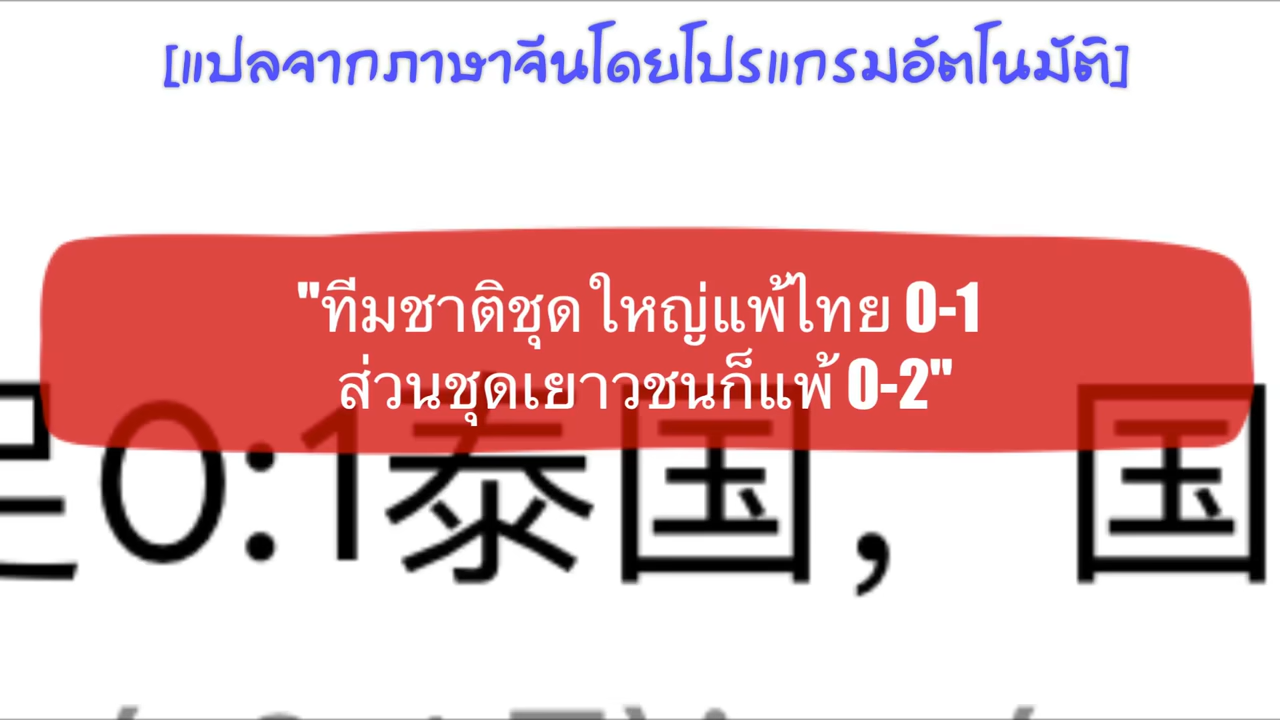 [แปลจากภาษาจีนโดยโปรแกรมอัตโนมัติ]
"ทีมชาติชุดใหญ่แพ้ไทย 0-1
ส่วนชุดเยาวชนก็แพ้ 0-2"
0:1泰国，国